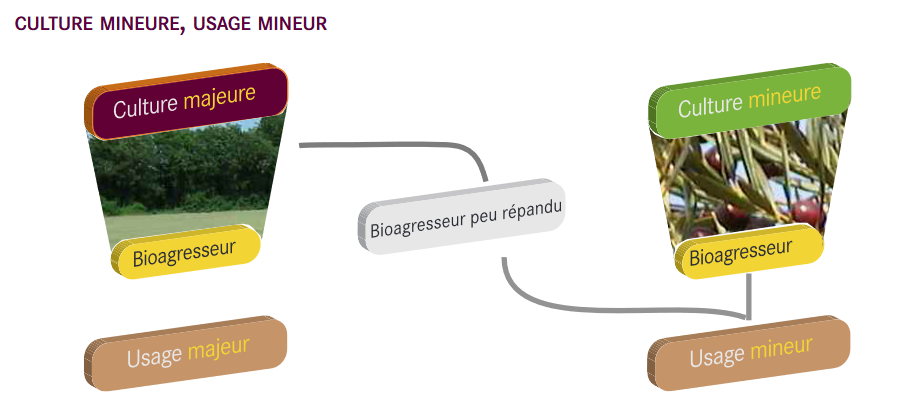 CULTURE MINEURE, USAGE MINEUR
Culture majeure
Culture mineure
Bioagresseur peu répandu
Bioagresseur
Bioagresseur
Usage majeur
Usage mineur